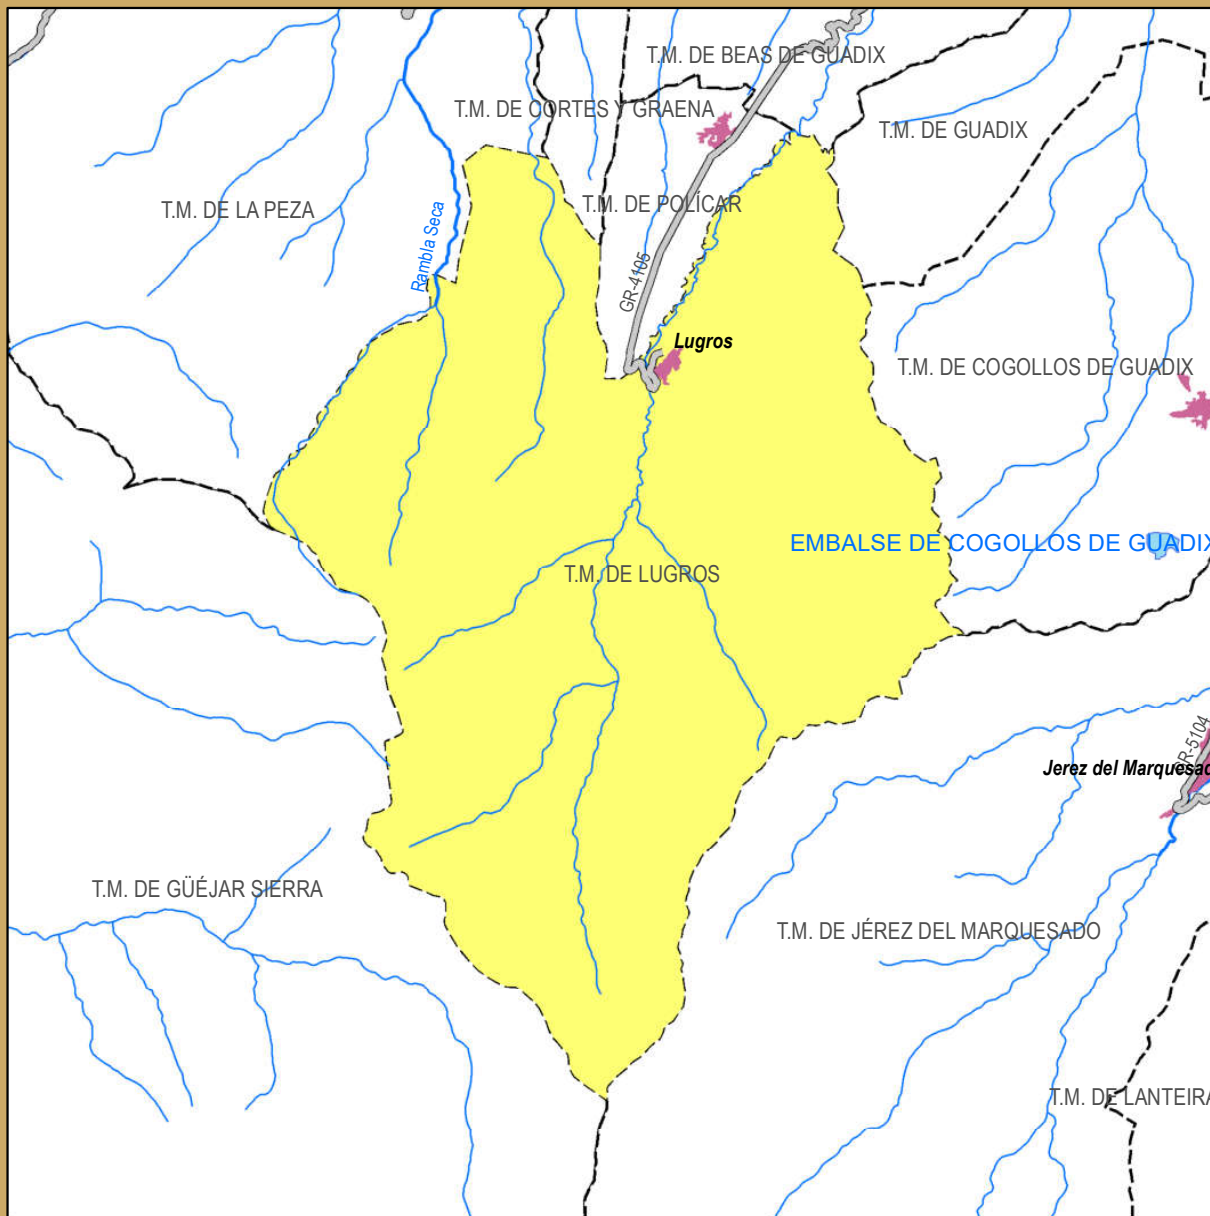 T.M. DE BEAS DE GUADIX
T.M. DE CORTES Y GRAENA
T.M. DE GUADIX
T.M. DE LA PEZA
T.M. DE POLÍCAR
Rambla Seca
GR-4105
Lugros
T.M. DE COGOLLOS DE GUADIX
EMBALSE DE COGOLLOS DE GUADIX
T.M. DE LUGROS
GR-5104
Jerez del Marquesad
T.M. DE GÜÉJAR SIERRA
T.M. DE JÉREZ DEL MARQUESADO
T.M. DE LANTEIRA